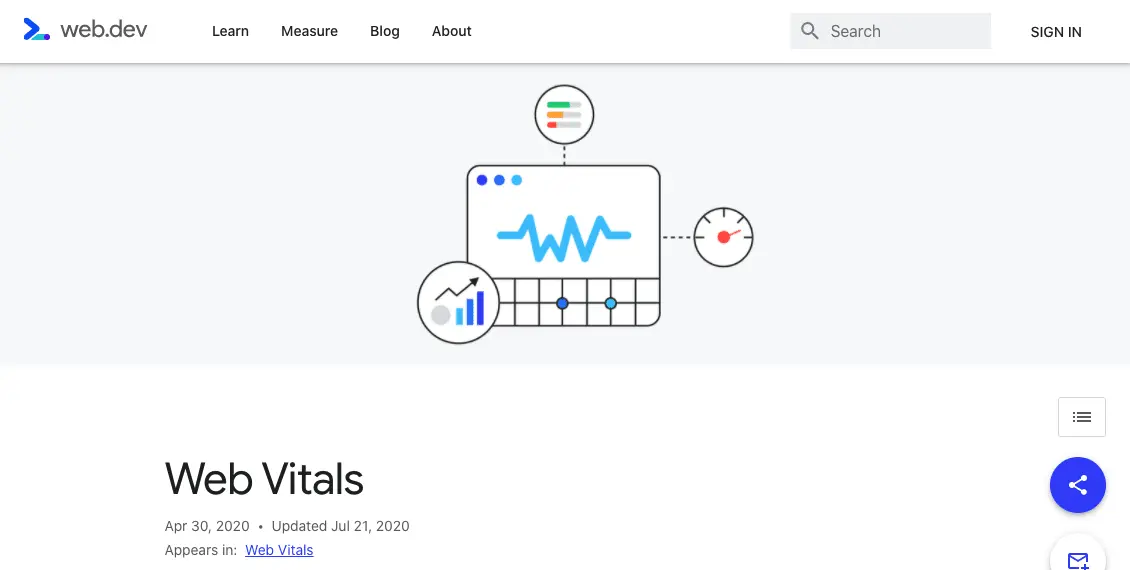 web.dev Learn Measure Blog About Search SIGN IN
Web Vitals
Apr 30, 2020 • Updated Jul 21, 2020
Appears in: Web Vitals